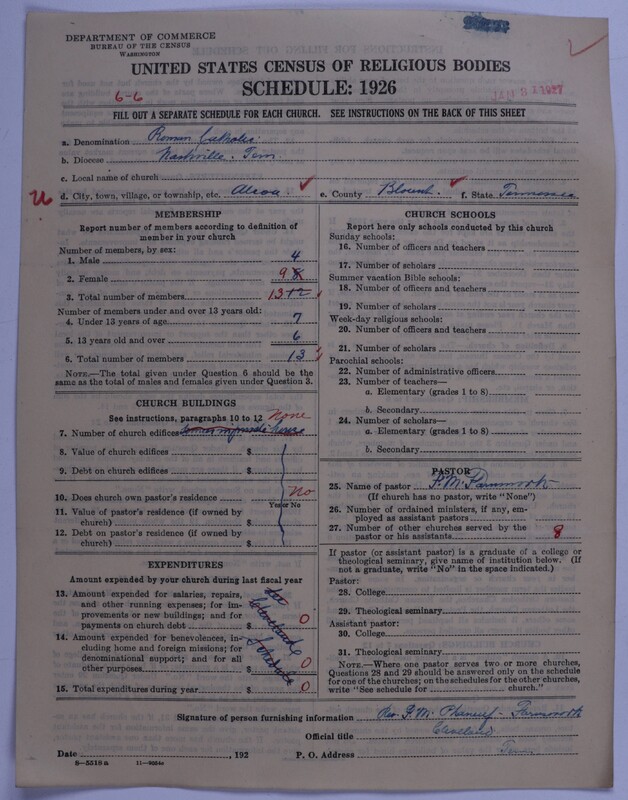 DEPARTMENT OF COMMERCE
BUREAU OF THE CENSUS
WASHINGTON
UNITED STATES CENSUS OF RELIGIOUS BODIES
SCHEDULE: 1926
6-6
JAN 31 1927
FILL OUT A SEPARATE SCHEDULE FOR EACH CHURCH. SEE INSTRUCTIONS ON THE BACK OF THIS SHEET
a. Denomination Roman Catholic
b. Diocese Nashville. Tenn.
c. Local name of church
d. City, town, village, or township, etc. Alcoa e. County Blount. f. State Tennessee
MEMBERSHIP
Report number of members according to definition of member in your church
Number of members, by sex:
1. Male 4
2. Female 9 8
3. Total number of members 13 12
Number of members under and over 13 years old:
4. Under 13 years of age 7
5. 13 years old and over 6
6. Total number of members 13
NOTE.—The total given under Question 6 should be the same as the total of males and females given under Question 3.
CHURCH BUILDINGS
See instructions, paragraphs 10 to 12 None
7. Number of church edifices house
8. Value of church edifices $
9. Debt on church edifices $
10. Does church own pastor's residence No
Yes or No
11. Value of pastor's residence (if owned by church) $
12. Debt on pastor's residence (if owned by church) $
EXPENDITURES
Amount expended by your church during last fiscal year
13. Amount expended for salaries, repairs, and other running expenses; for improvements or new buildings; and for payments on church debt $ 0
14. Amount expended for benevolences, including home and foreign missions; for denominational support; and for all other purposes $ 0
15. Total expenditures during year $ 0
See Cleveland Schedule
CHURCH SCHOOLS
Report here only schools conducted by this church
Sunday schools:
16. Number of officers and teachers
17. Number of scholars
Summer vacation Bible schools:
18. Number of officers and teachers
19. Number of scholars
Week-day religious schools:
20. Number of officers and teachers
21. Number of scholars
Parochial schools:
22. Number of administrative officers
23. Number of teachers—
a. Elementary (grades 1 to 8)
b. Secondary
24. Number of scholars—
a. Elementary (grades 1 to 8)
b. Secondary
PASTOR
25. Name of pastor
(If church has no pastor, write "None")
26. Number of ordained ministers, if any, employed as assistant pastors
27. Number of other churches served by the pastor or his assistants 8
If pastor (or assistant pastor) is a graduate of a college or theological seminary, give name of institution below. (If not a graduate, write "No" in the space indicated.)
Pastor:
28. College
29. Theological seminary
Assistant pastor:
30. College
31. Theological seminary
NOTE.—Where one pastor serves two or more churches, Questions 28 and 29 should be answered only on the schedule for one of the churches; on the schedules for the other churches, write "See schedule for church."
Signature of person furnishing information Rev.
Official title Cleveland
Date , 192 P. O. Address Tenn
8—5518 a 11—9264